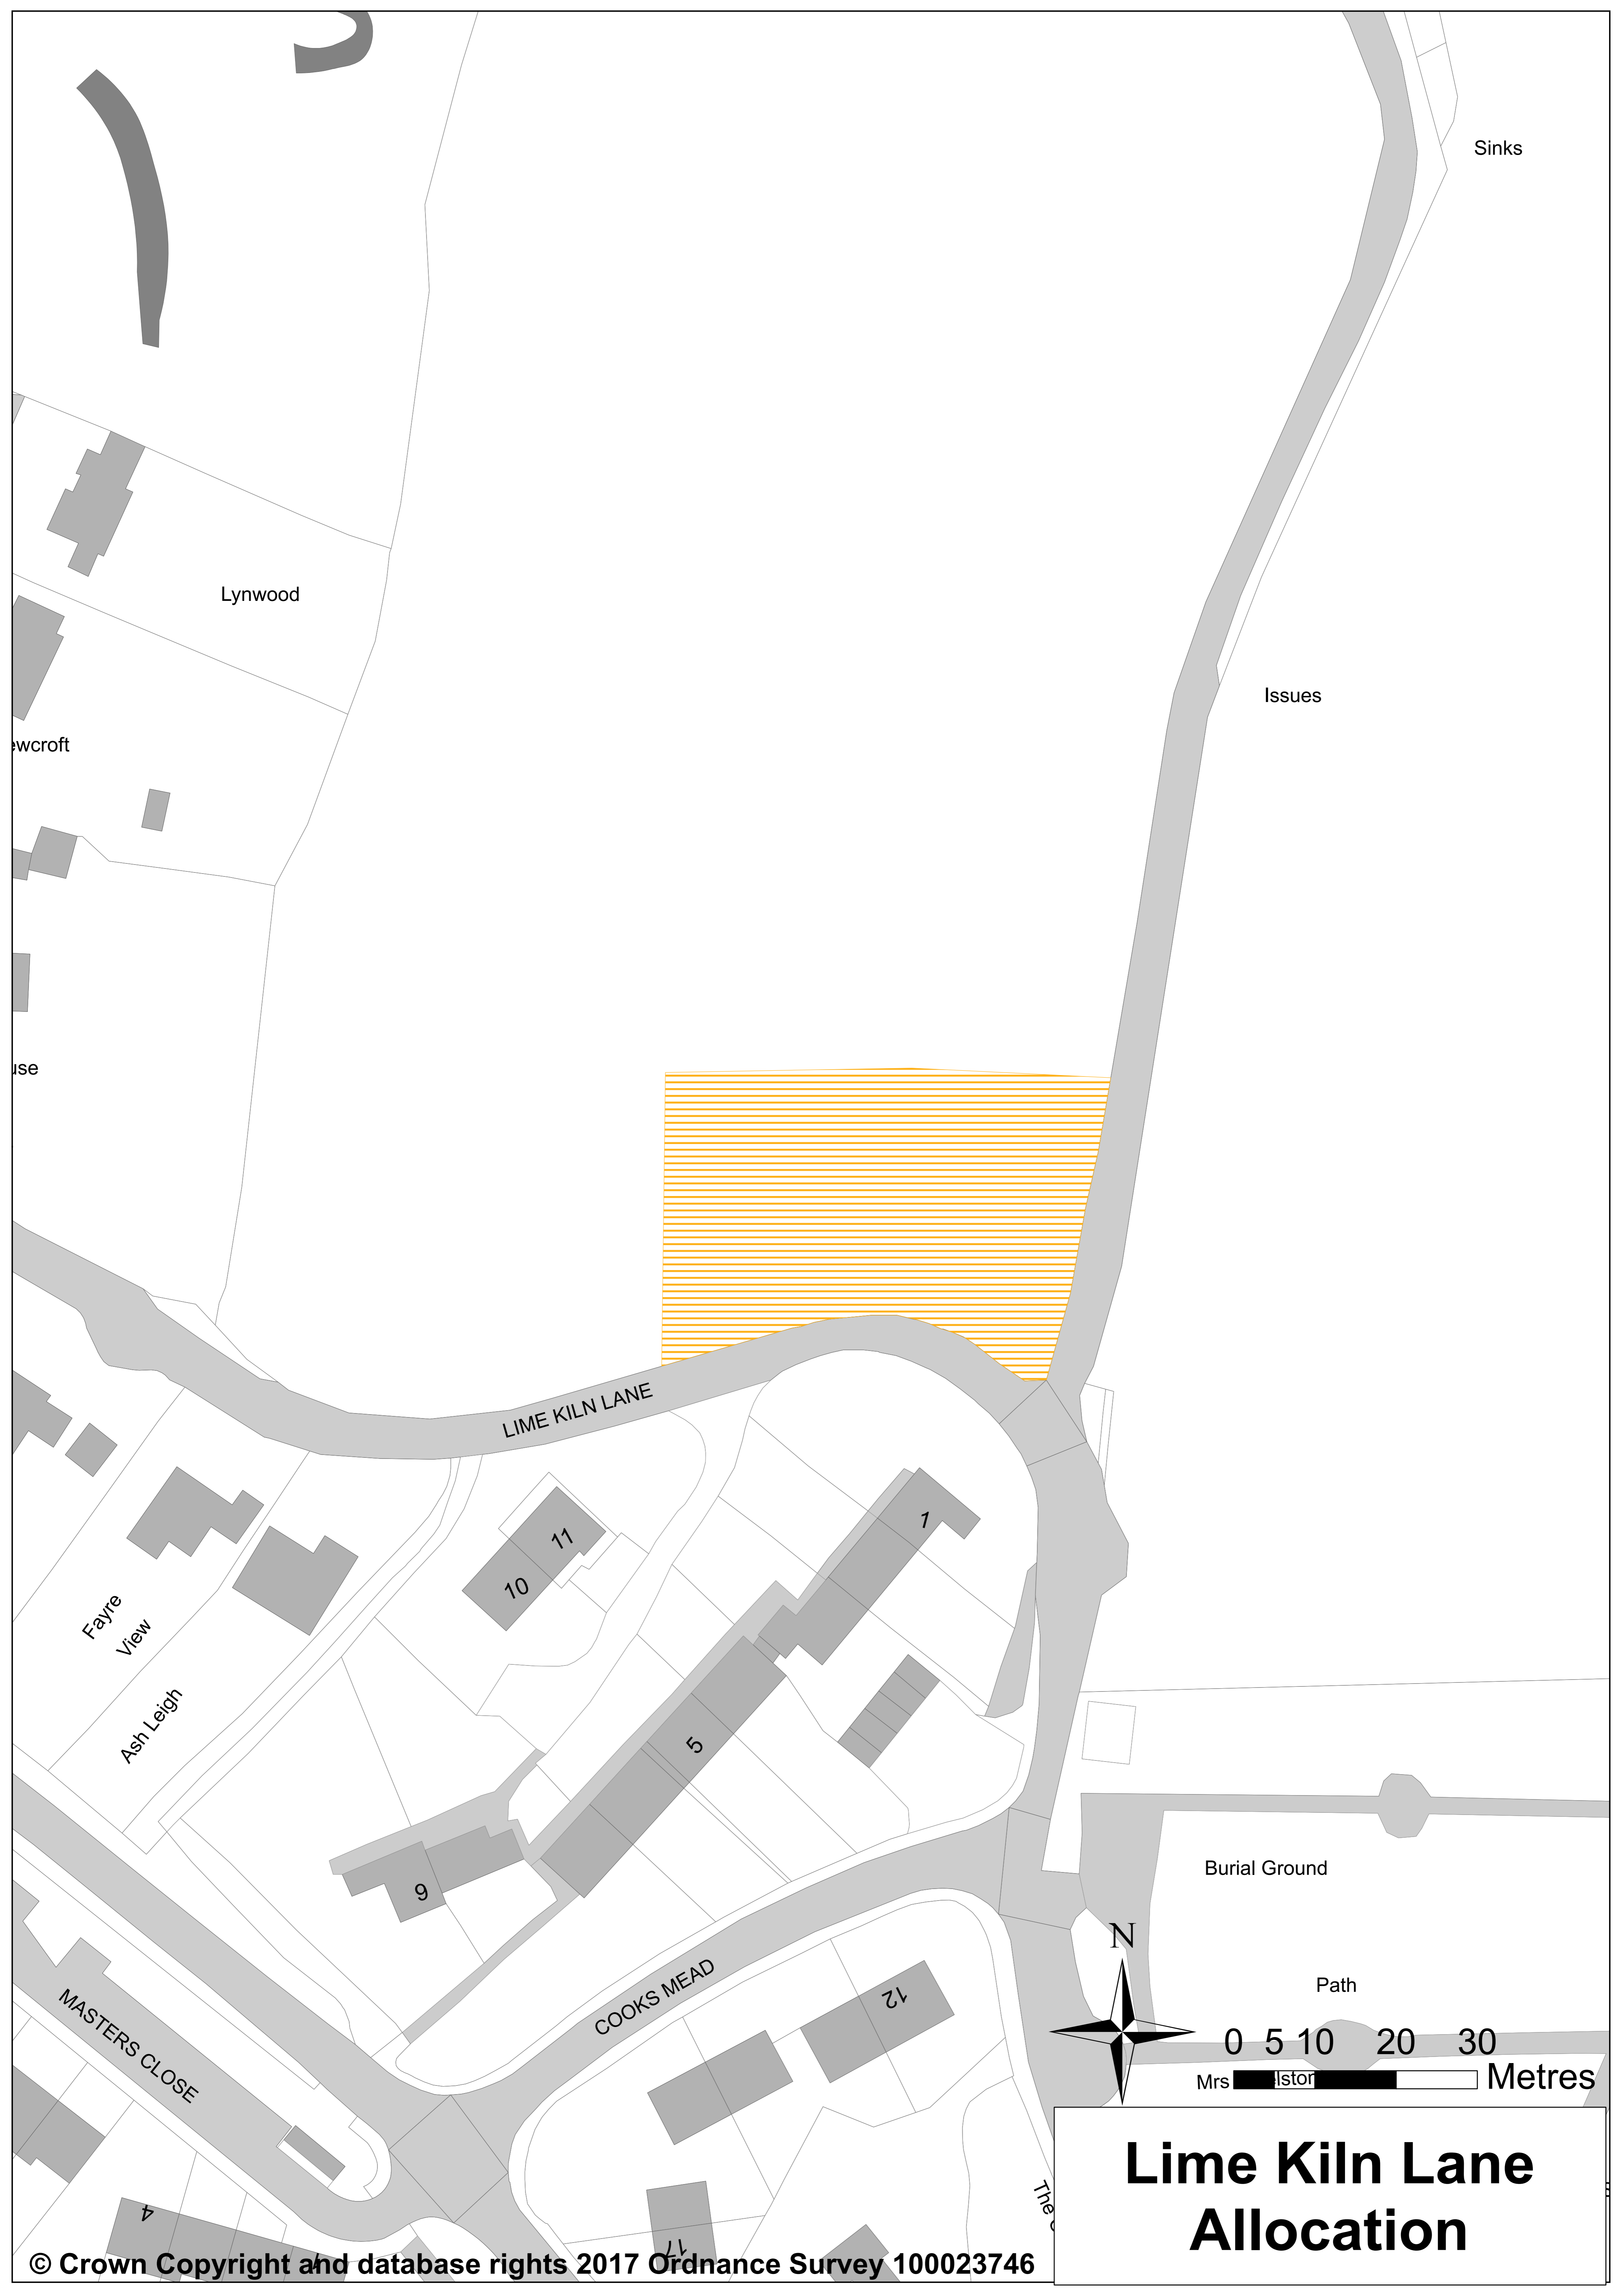 Sinks
Lynwood
Issues
ewcroft
use
LIME KILN LANE
1
11
10
Fayre
View
5
Ash Leigh
Burial Ground
9
N
Path
COOKS MEAD
12
MASTERS CLOSE
0 5 10 20 30
Metres
Mrs
lston
Lime Kiln Lane
Allocation
The
4
17
© Crown Copyright and database rights 2017 Ordnance Survey 100023746